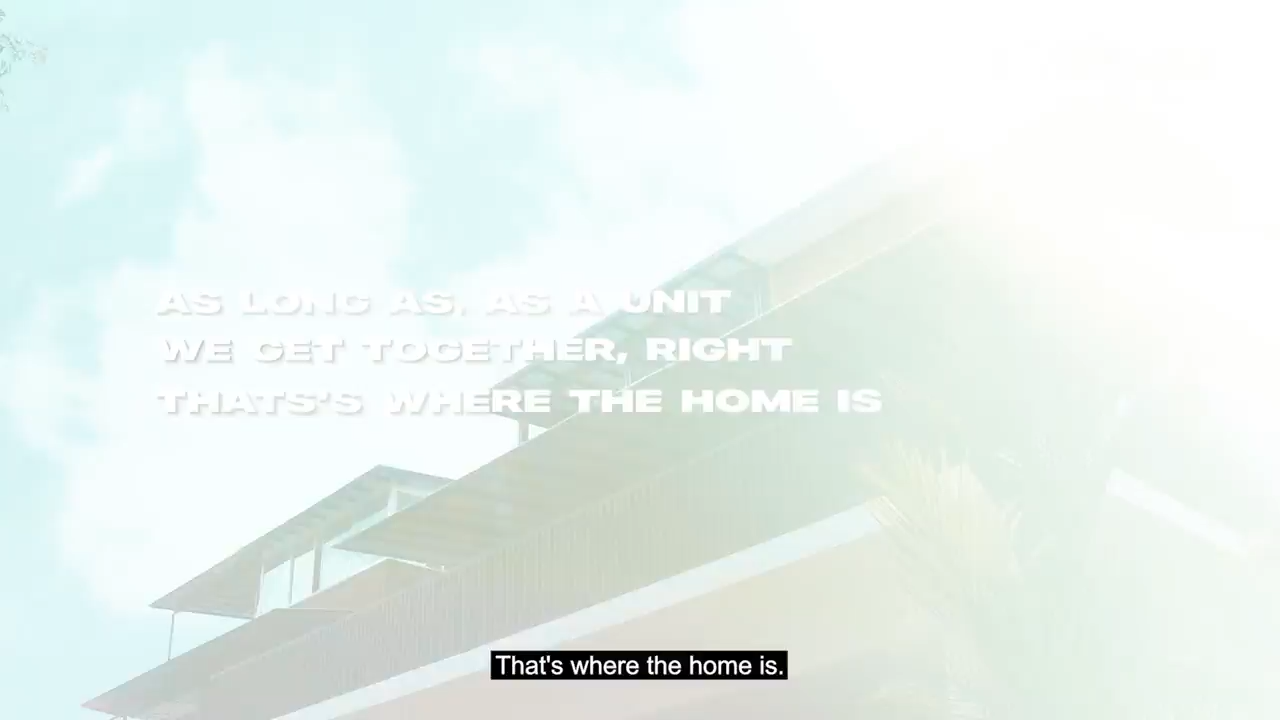 AS LONG AS, AS A UNIT
WE GET TOGETHER, RIGHT
THATS'S WHERE THE HOME IS
That's where the home is.